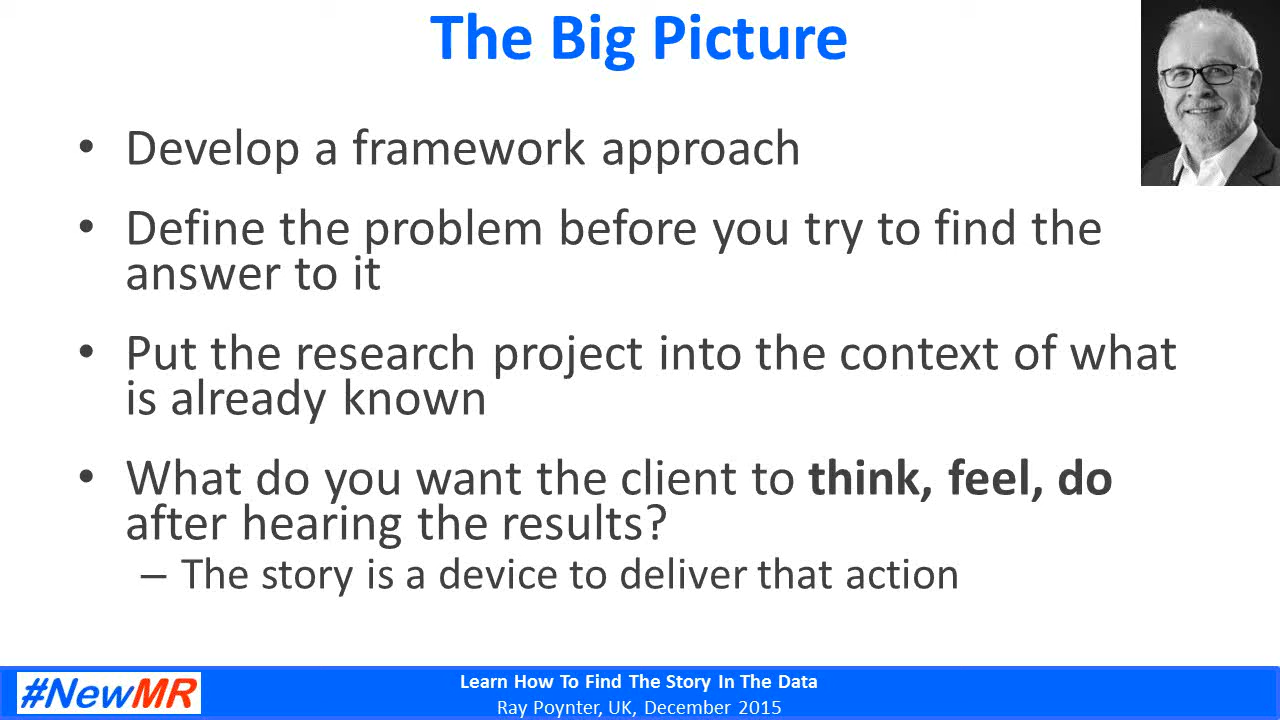 The Big Picture
• Develop a framework approach
• Define the problem before you try to find the
answer to it
• Put the research project into the context of what
is already known
• What do you want the client to think, feel, do
after hearing the results?
– The story is a device to deliver that action
#NewMR
Learn How To Find The Story In The Data
Ray Poynter, UK, December 2015